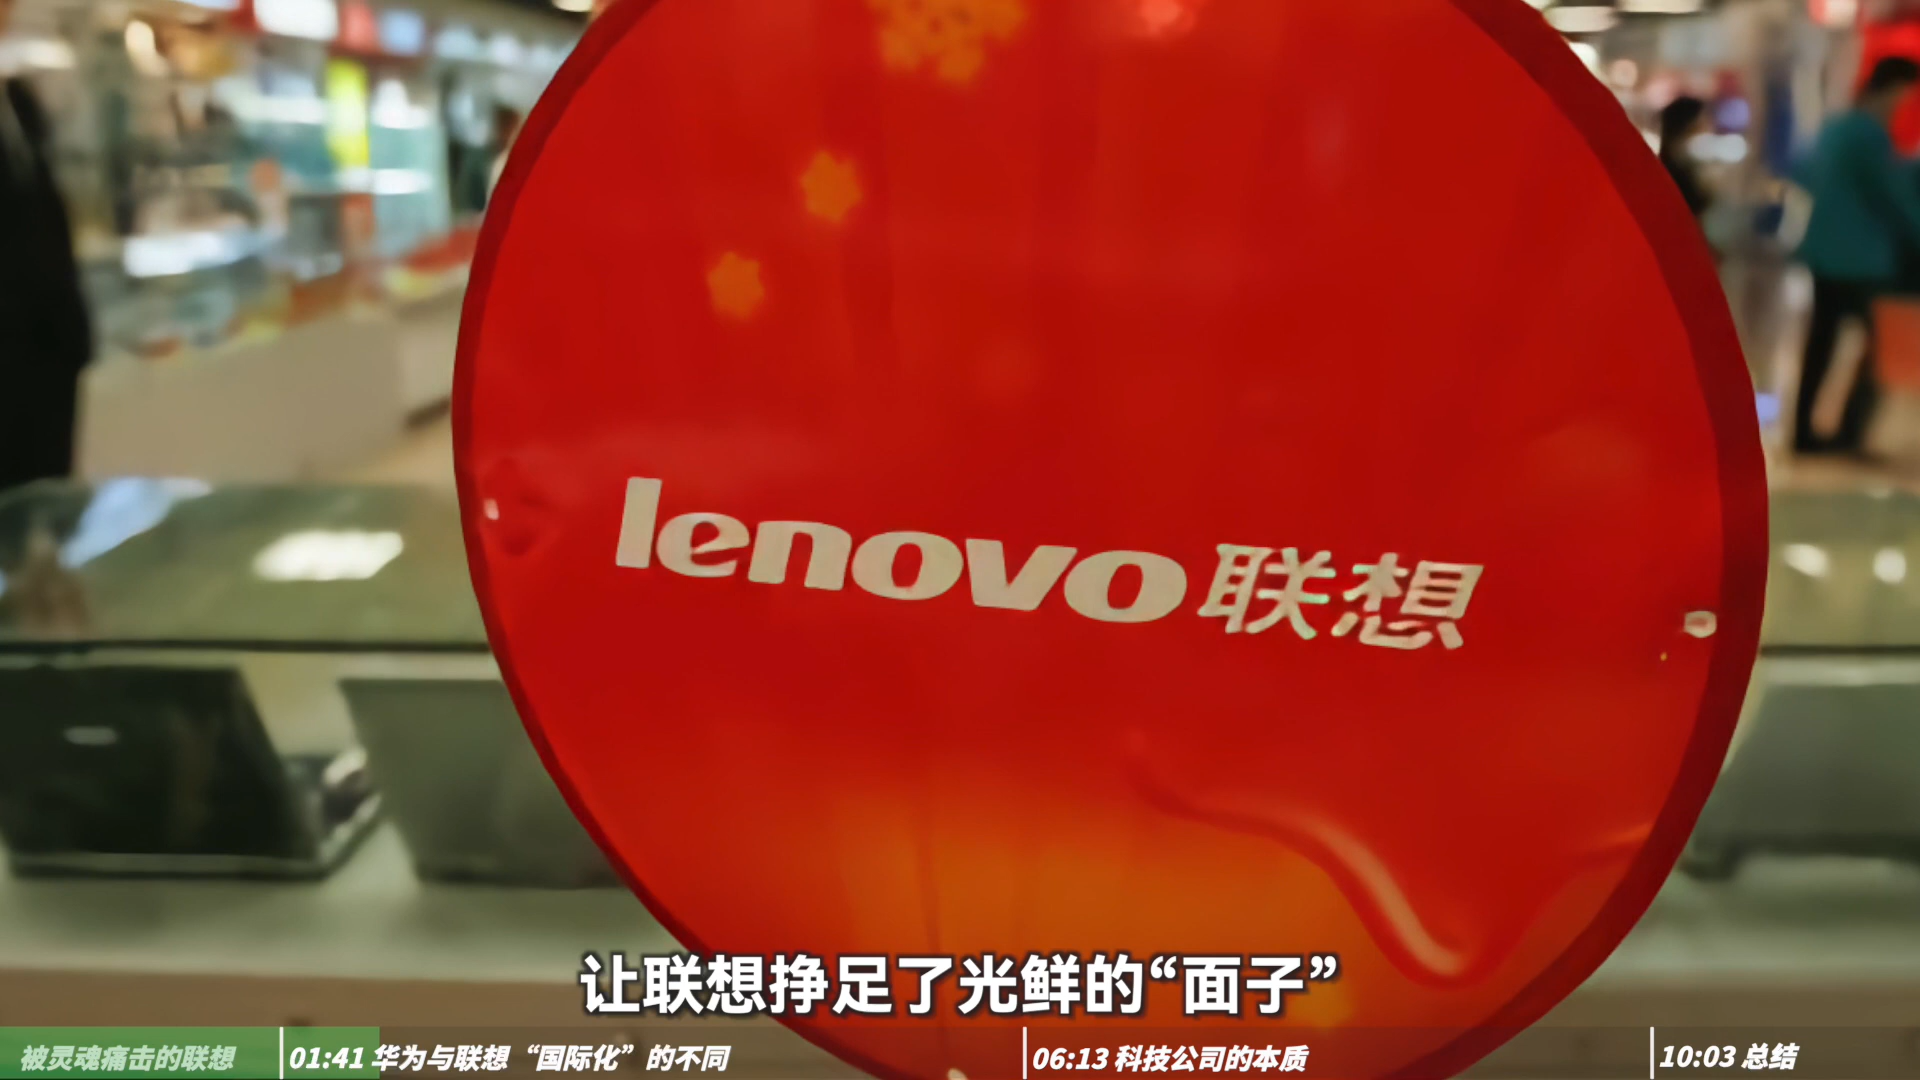 lenovo联想
让联想挣足了光鲜的“面子”
被灵魂痛击的联想
01:41 华为与联想“国际化”的不同
06:13 科技公司的本质
10:03 总结